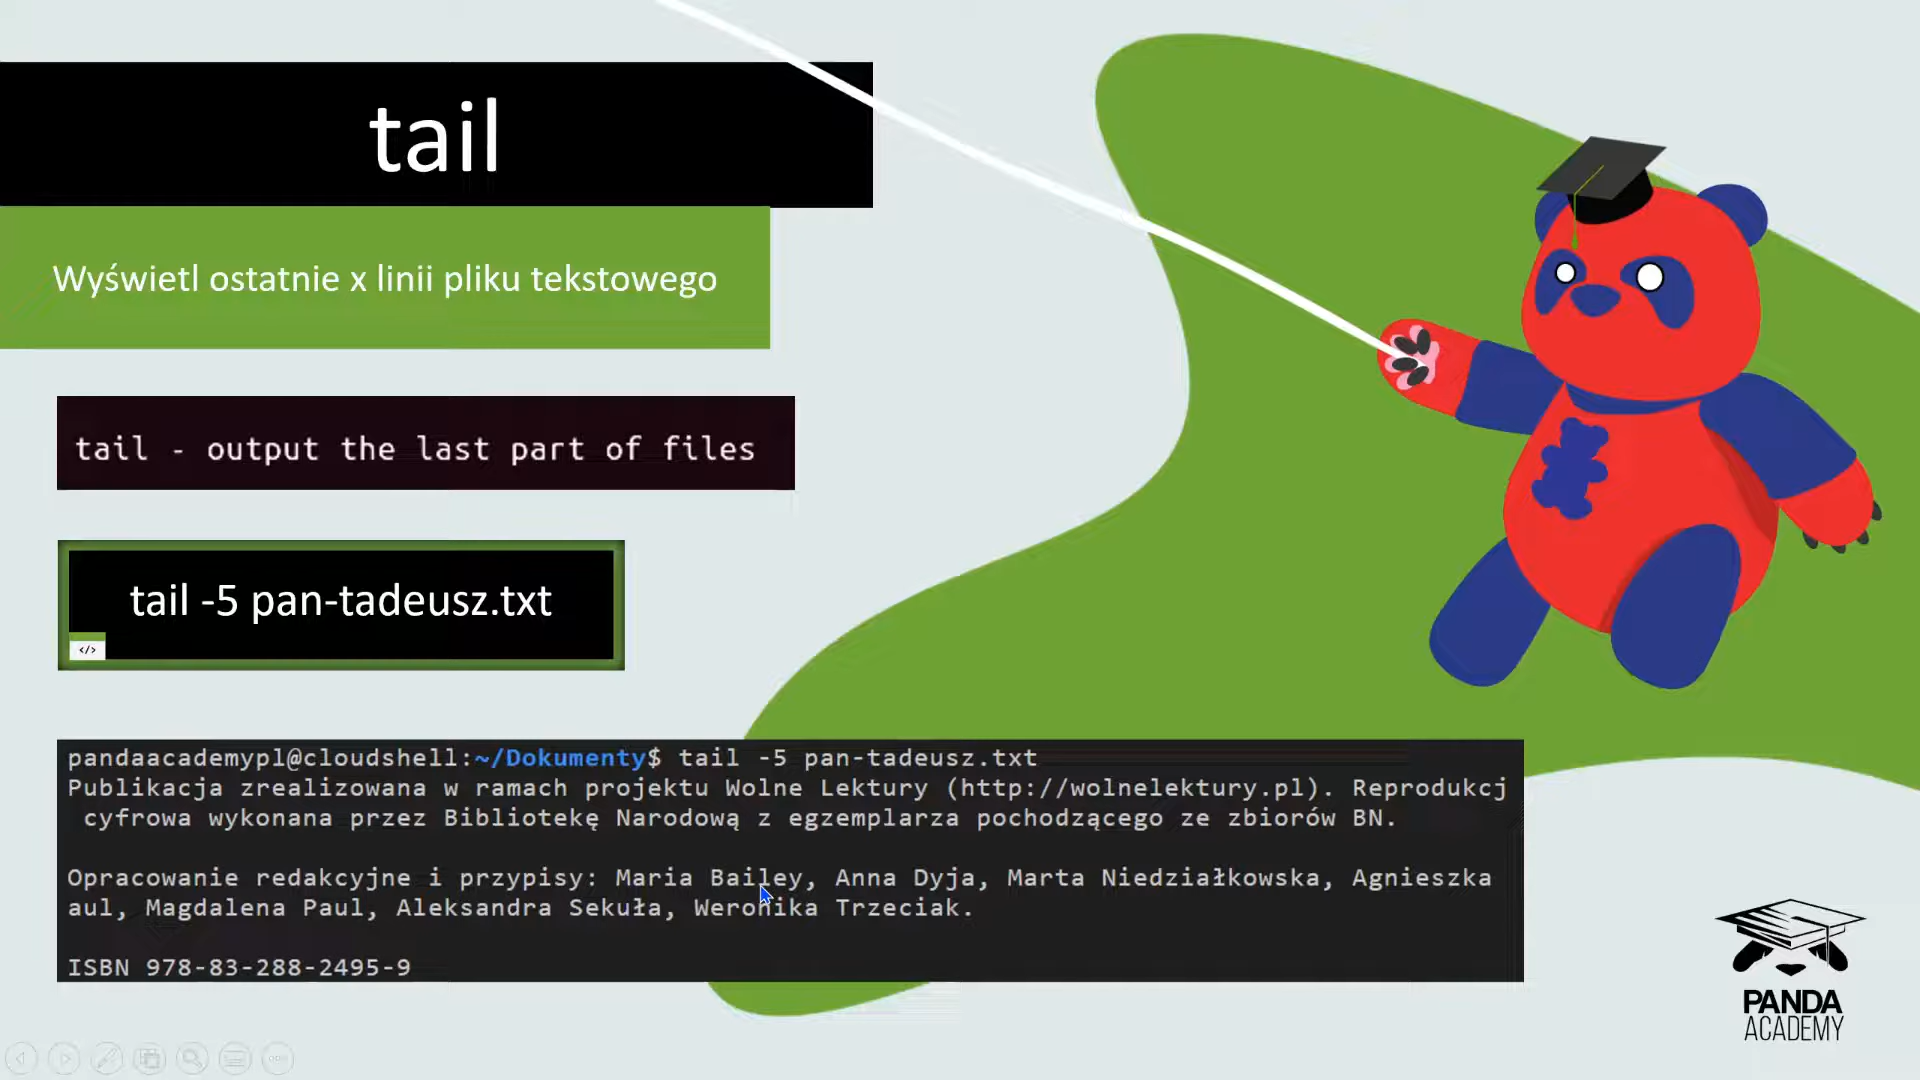 tail
Wyświetl ostatnie x linii pliku tekstowego
tail - output the last part of files
tail -5 pan-tadeusz.txt
</>
pandaacademypl@cloudshell:~/Dokumenty$ tail -5 pan-tadeusz.txt
Publikacja zrealizowana w ramach projektu Wolne Lektury (http://wolnelektury.pl). Reprodukcj
cyfrowa wykonana przez Bibliotekę Narodową z egzemplarza pochodzącego ze zbiorów BN.
Opracowanie redakcyjne i przypisy: Maria Bailey, Anna Dyja, Marta Niedziałkowska, Agnieszka
aul, Magdalena Paul, Aleksandra Sekuła, Weronika Trzeciak.
ISBN 978-83-288-2495-9
PANDA
ACADEMY